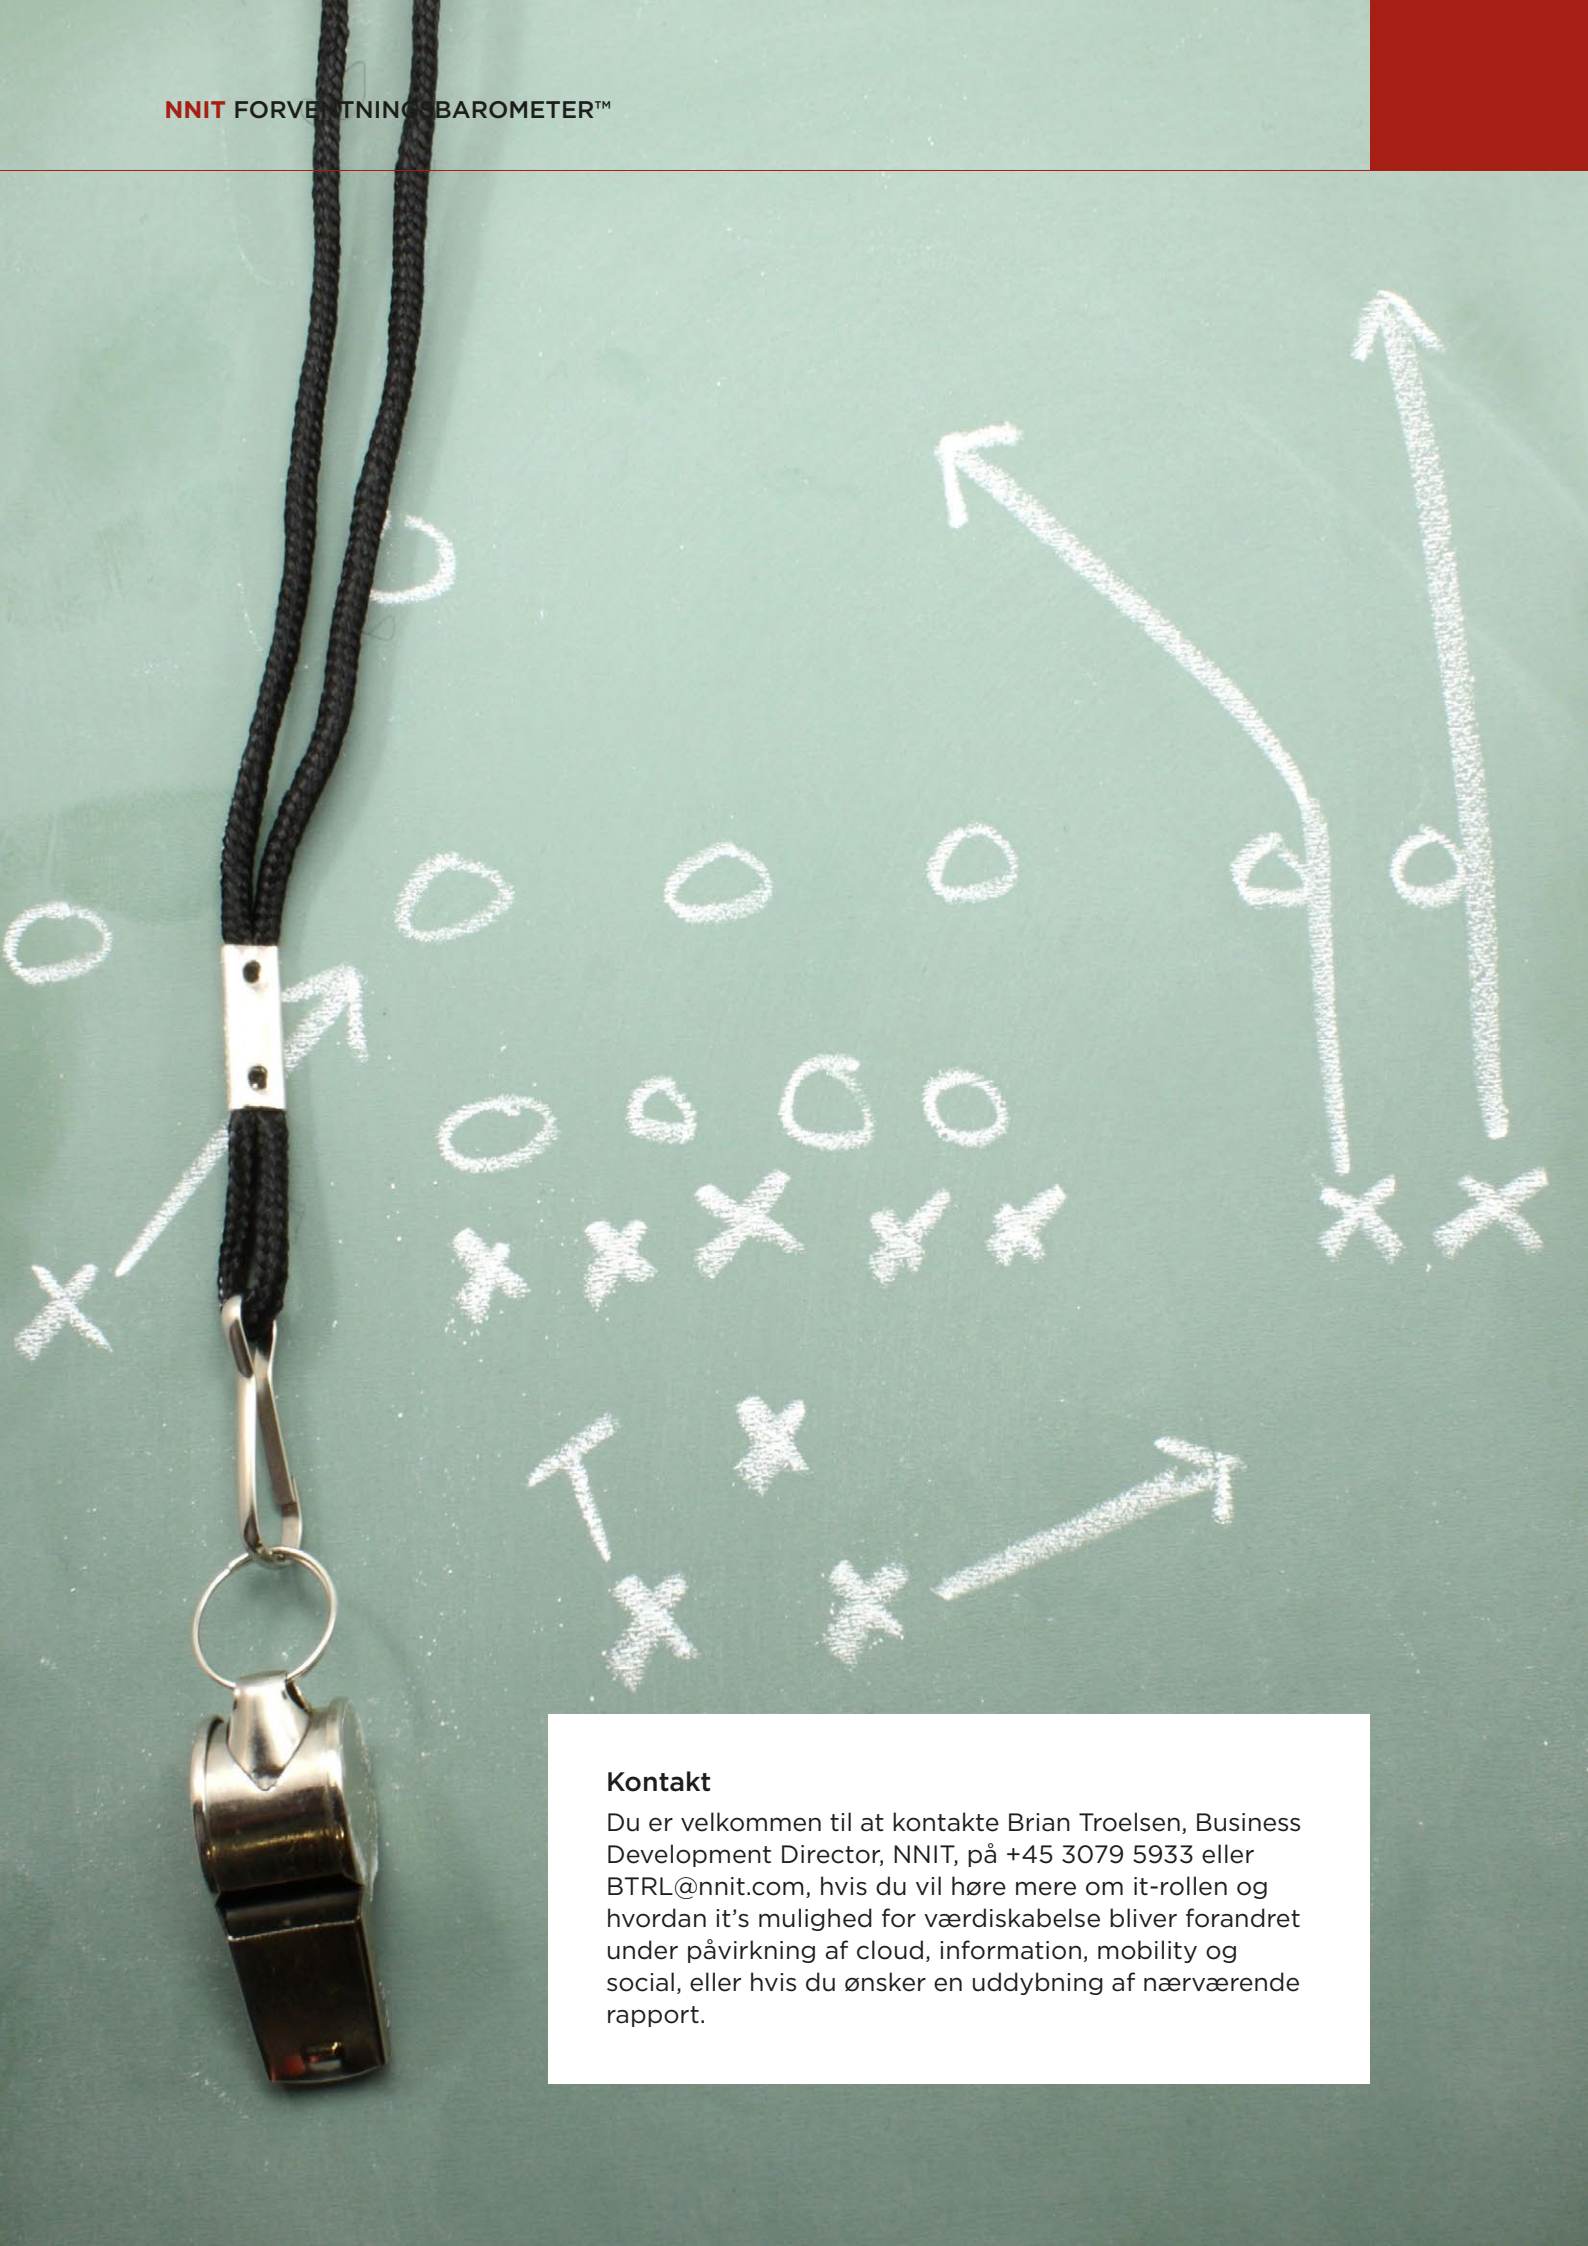 NNIT FORVENTNINGSBAROMETER™
Kontakt
Du er velkommen til at kontakte Brian Troelsen, Business
Development Director, NNIT, på +45 3079 5933 eller
BTRL@nnit.com, hvis du vil høre mere om it-rollen og
hvordan it’s mulighed for værdiskabelse bliver forandret
under påvirkning af cloud, information, mobility og
social, eller hvis du ønsker en uddybning af nærværende
rapport.